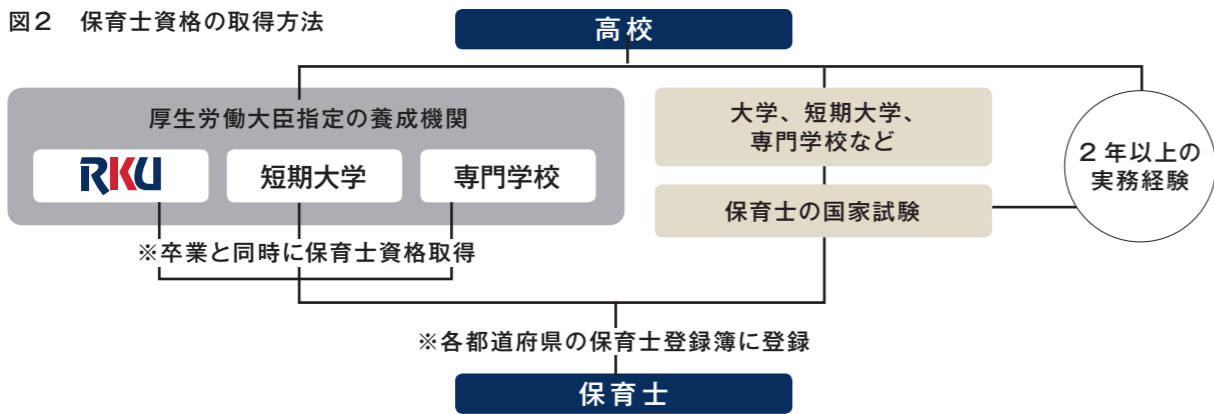 図2 保育士資格の取得方法
高校
厚生労働大臣指定の養成機関
RKU
短期大学
専門学校
※卒業と同時に保育士資格取得
大学、短期大学、
専門学校など
保育士の国家試験
2年以上の
実務経験
※各都道府県の保育士登録簿に登録
保育士